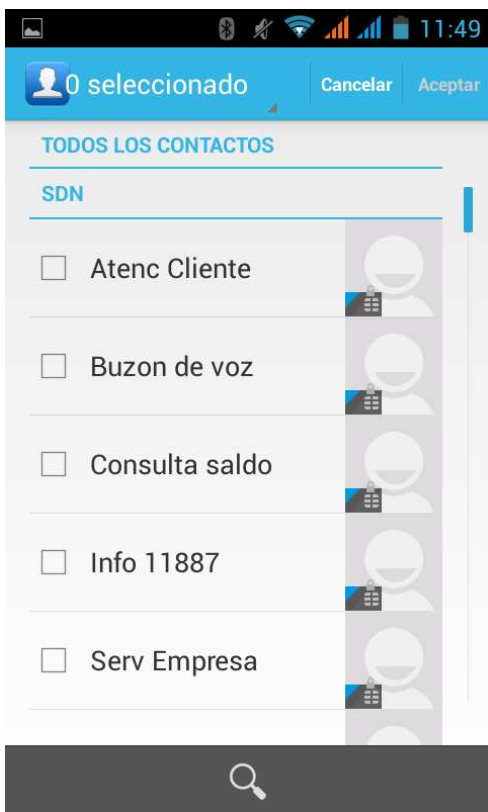 11:49
0 seleccionado
Cancelar
Aceptar
TODOS LOS CONTACTOS
SDN
Atenc Cliente
Buzon de voz
Consulta saldo
Info 11887
Serv Empresa